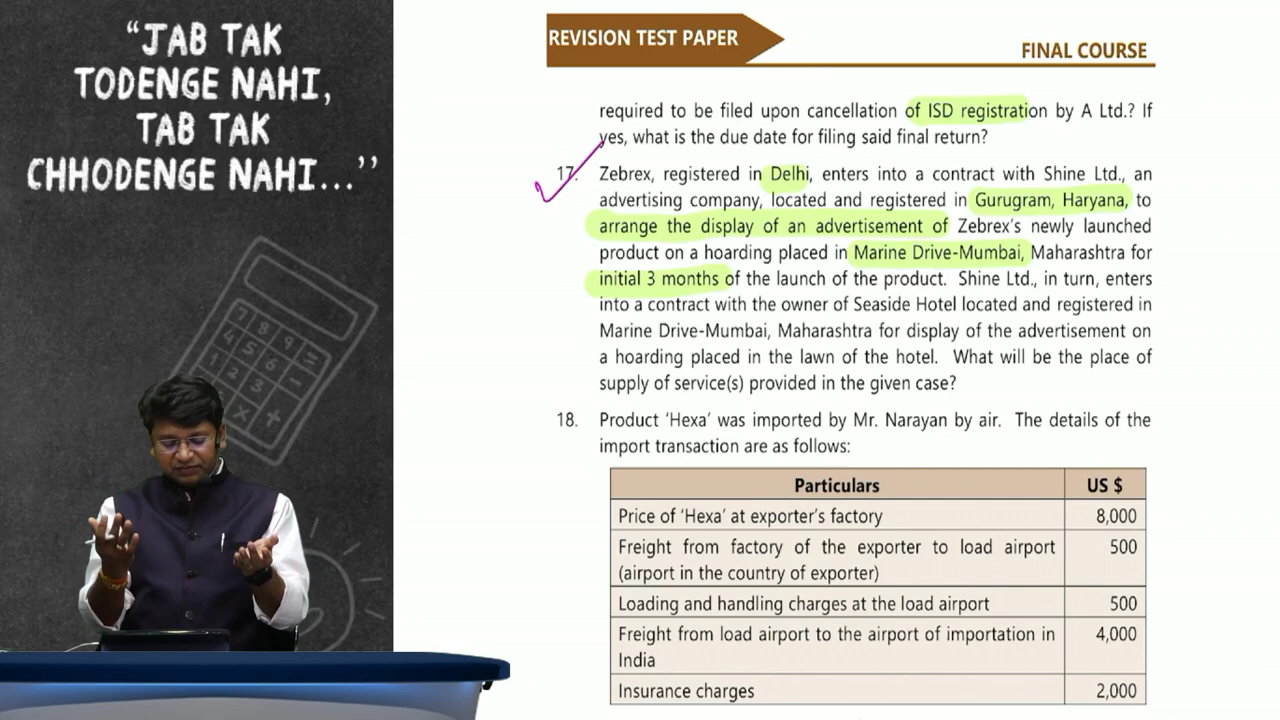 “JAB TAK
TODENGE NAHI,
TAB TAK
CHHODENGE NAHI...’’
7 8 9
4 5 6 =
1 2 3 -
× +
REVISION TEST PAPER
FINAL COURSE
required to be filed upon cancellation of ISD registration by A Ltd.? If
yes, what is the due date for filing said final return?
17. Zebrex, registered in Delhi, enters into a contract with Shine Ltd., an
advertising company, located and registered in Gurugram, Haryana, to
arrange the display of an advertisement of Zebrex’s newly launched
product on a hoarding placed in Marine Drive-Mumbai, Maharashtra for
initial 3 months of the launch of the product. Shine Ltd., in turn, enters
into a contract with the owner of Seaside Hotel located and registered in
Marine Drive-Mumbai, Maharashtra for display of the advertisement on
a hoarding placed in the lawn of the hotel. What will be the place of
supply of service(s) provided in the given case?
18. Product ‘Hexa’ was imported by Mr. Narayan by air. The details of the
import transaction are as follows:
Particulars US $
Price of ‘Hexa’ at exporter’s factory 8,000
Freight from factory of the exporter to load airport 500
(airport in the country of exporter)
Loading and handling charges at the load airport 500
Freight from load airport to the airport of importation in 4,000
India
Insurance charges 2,000